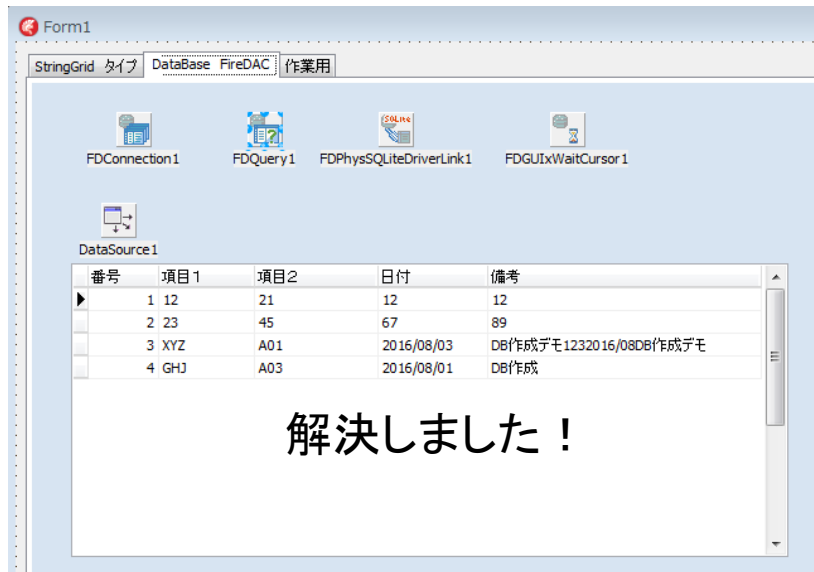 Form1
StringGrid タイプ DataBase FireDAC 作業用
FDConnection1 FDQuery1 FDPhysSQLiteDriverLink1 FDGUIxWaitCursor1
DataSource1
番号 項目1 項目2 日付 備考
1 12 21 12 12
2 23 45 67 89
3 XYZ A01 2016/08/03 DB作成デモ1232016/08DB作成デモ
4 GHJ A03 2016/08/01 DB作成
解決しました！